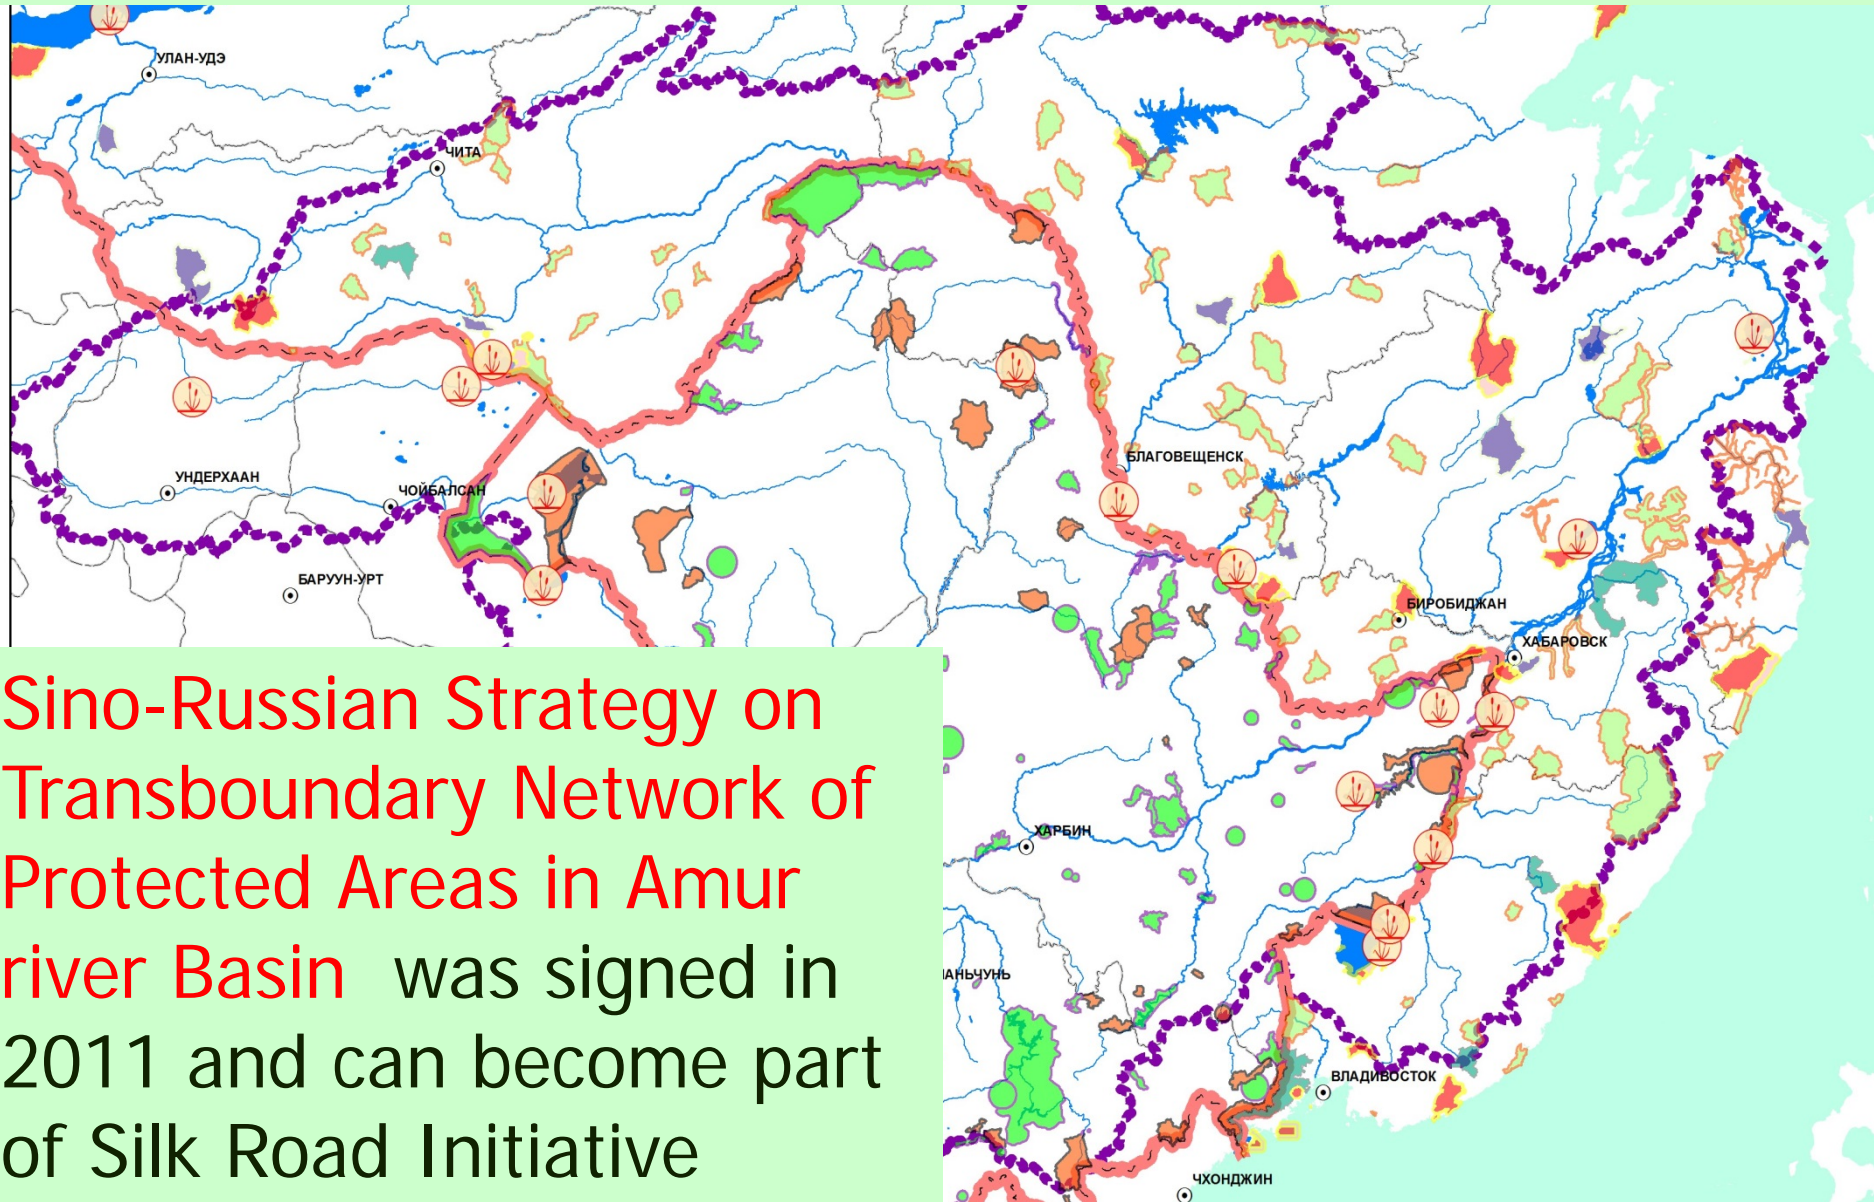 УЛАН-УДЭ
ЧИТА
БЛАГОВЕЩЕНСК
УНДЕРХААН
ЧОЙБАЛСАН
БАРУУН-УРТ
БИРОБИДЖАН
ХАБАРОВСК
Sino-Russian Strategy on
Transboundary Network of
Protected Areas in Amur
river Basin was signed in
2011 and can become part
of Silk Road Initiative
ХАРБИН
АНЬЧУНЬ
ВЛАДИВОСТОК
ЧХОНДЖИН